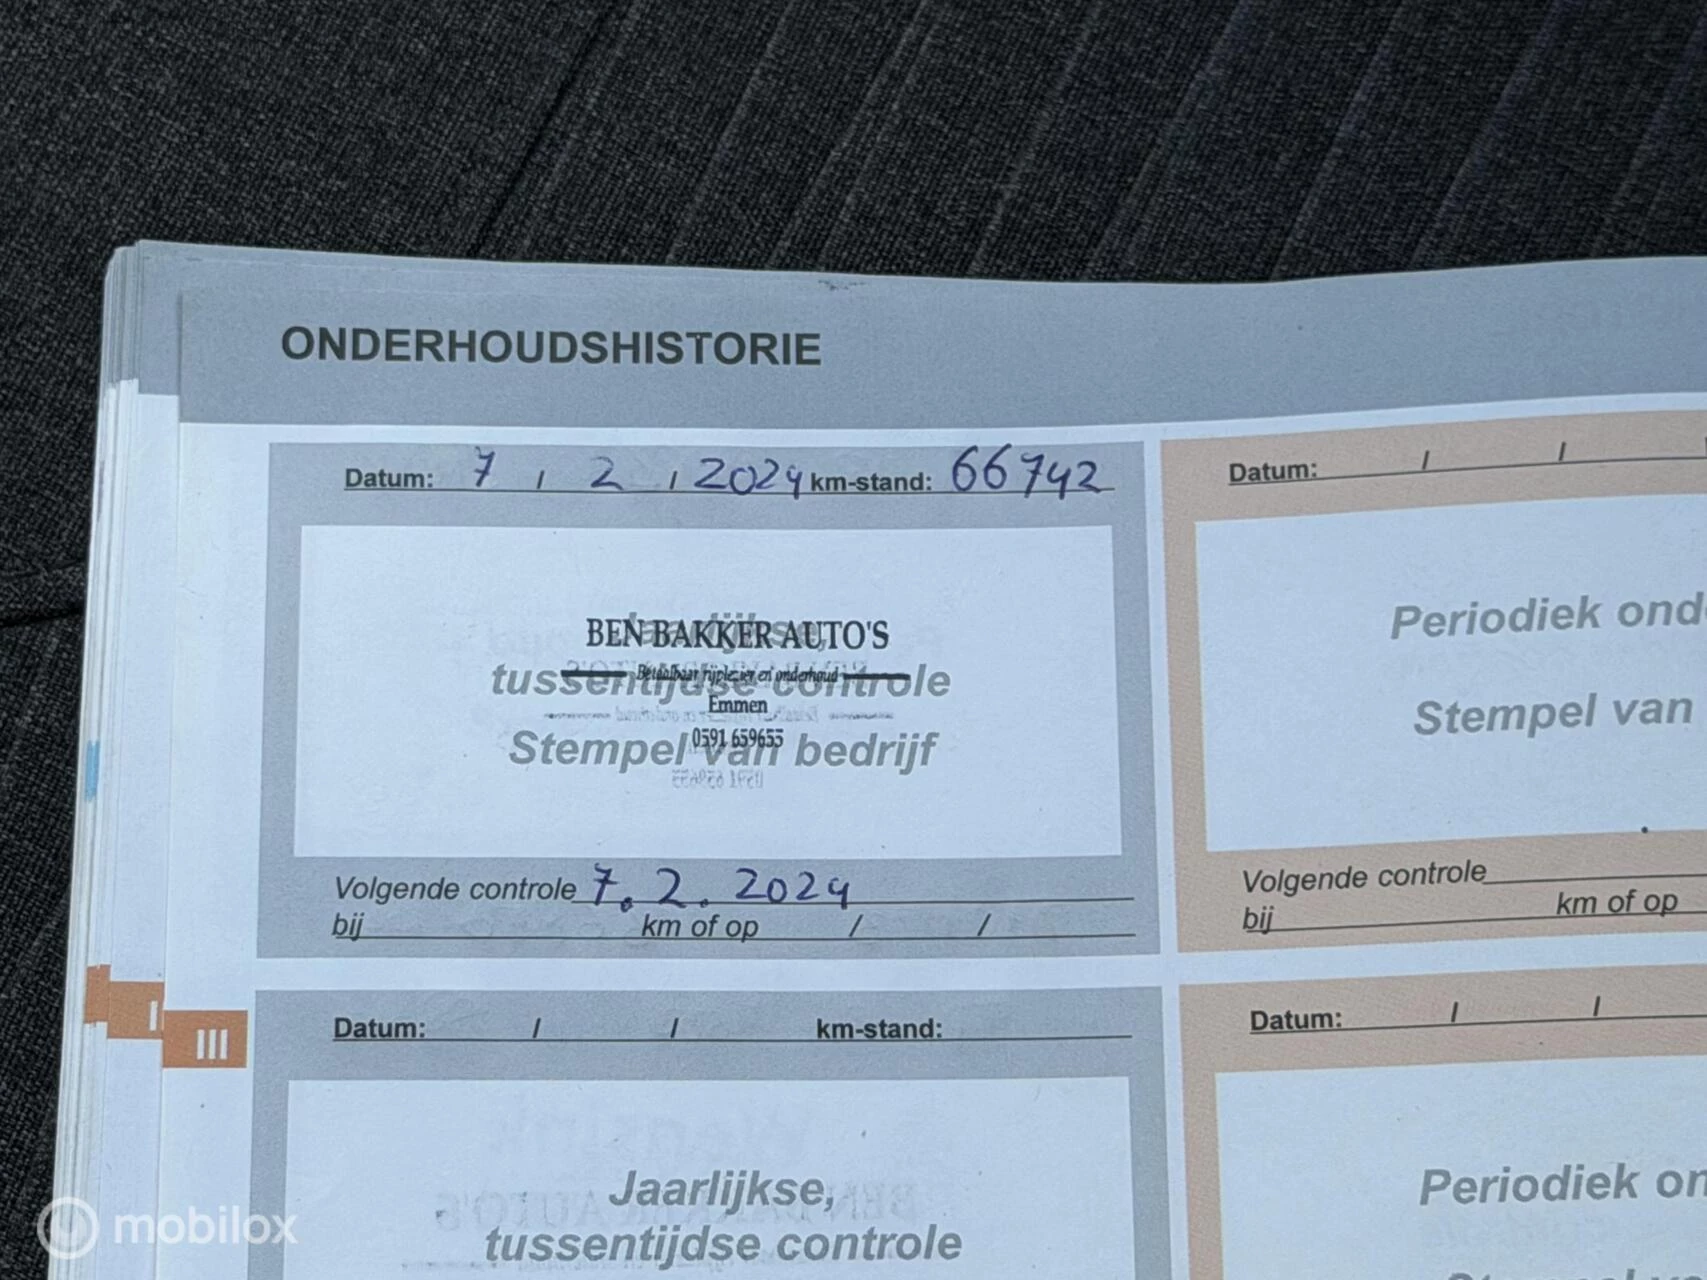 ONDERHOUDSHISTORIE
Datum: 7 / 2 / 2024 km-stand: 66742
BEN BAKKER AUTO'S
Jaarlijkse,
Betaalbaar rijplezier en onderhoud
tussentijdse controle
Emmen
0591 659653
Stempel van bedrijf
Volgende controle 7.2.2024
bij km of op / /
Datum: / /
Periodiek ond
Stempel van
Volgende controle
bij km of op
III
Datum: / / km-stand:
Jaarlijkse,
tussentijdse controle
Datum: / /
Periodiek on
mobilox